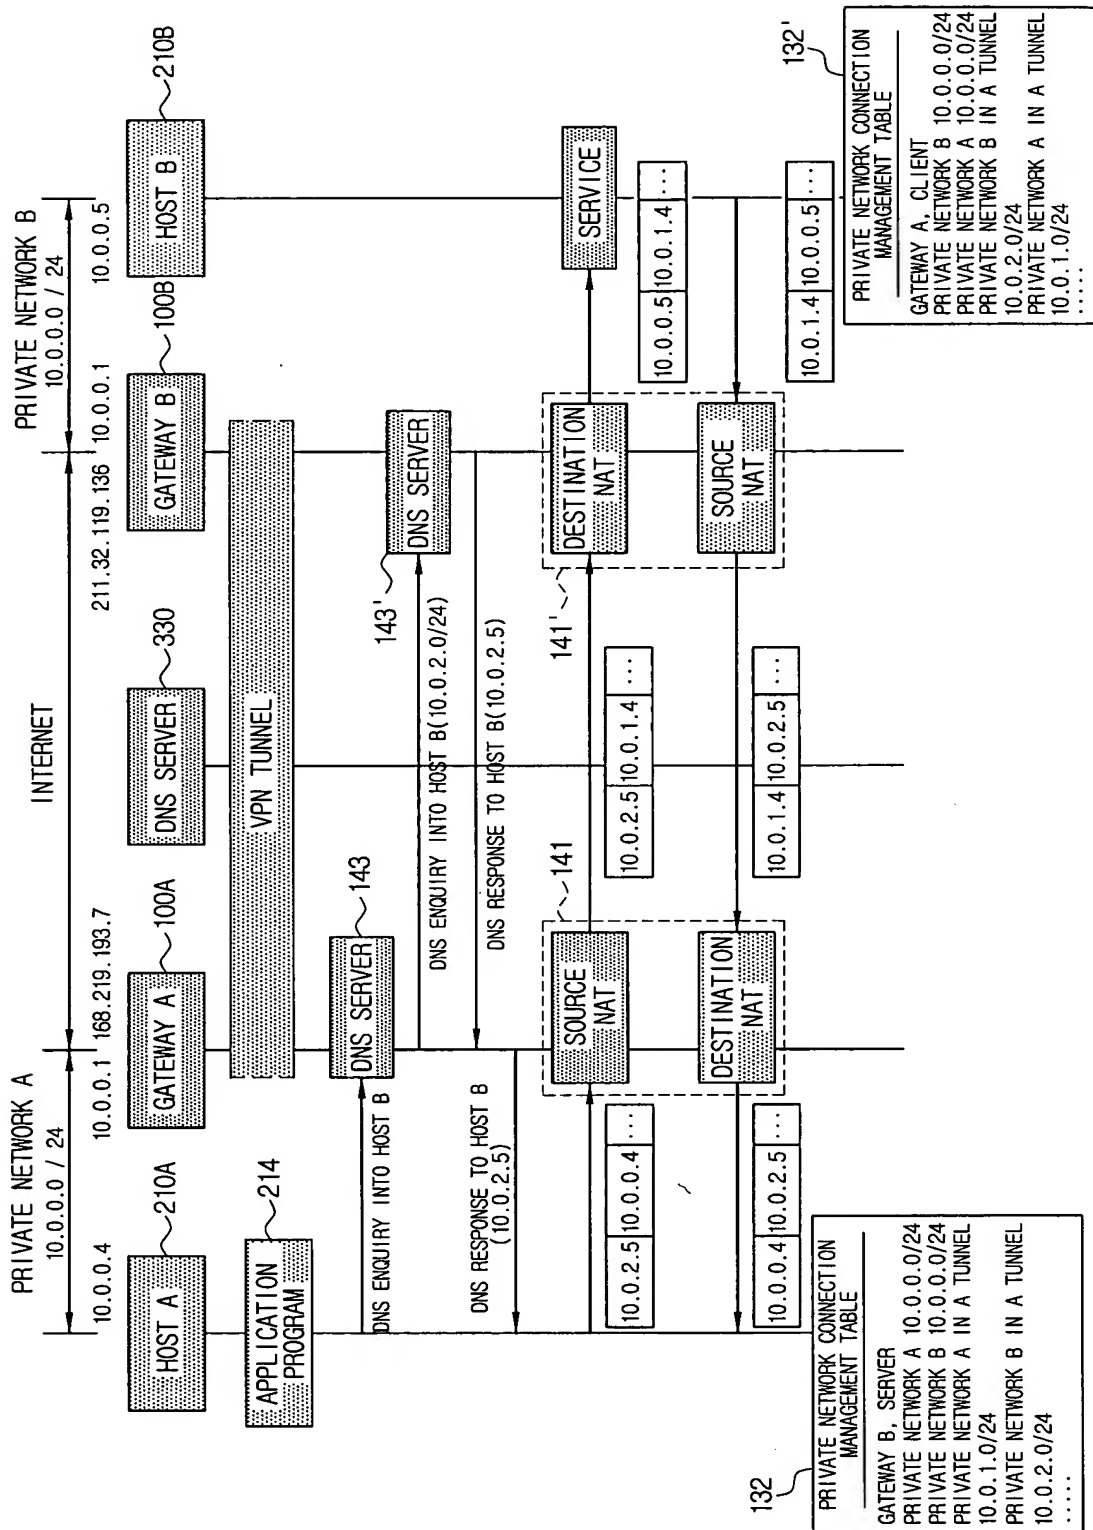 PRIVATE NETWORK A
10.0.0.0 / 24
INTERNET
PRIVATE NETWORK B
10.0.0.0 / 24
10.0.0.4
210A
10.0.0.1
168.219.193.7
100A
330
211.32.119.136
10.0.0.1
100B
10.0.0.5
210B
HOST A
GATEWAY A
DNS SERVER
GATEWAY B
HOST B
APPLICATION
PROGRAM
214
VPN TUNNEL
DNS SERVER
143
DNS ENQUIRY INTO HOST B
DNS SERVER
143'
DNS ENQUIRY INTO HOST B(10.0.2.0/24)
DNS RESPONSE TO HOST B(10.0.2.5)
DNS RESPONSE TO HOST B
(10.0.2.5)
141
141'
SOURCE
NAT
DESTINATION
NAT
SERVICE
10.0.2.5 10.0.0.4 ...
10.0.2.5 10.0.1.4 ...
10.0.0.5 10.0.1.4 ...
DESTINATION
NAT
SOURCE
NAT
10.0.0.4 10.0.2.5 ...
10.0.1.4 10.0.2.5 ...
10.0.1.4 10.0.0.5 ...
132
PRIVATE NETWORK CONNECTION
MANAGEMENT TABLE
GATEWAY B, SERVER
PRIVATE NETWORK A 10.0.0.0/24
PRIVATE NETWORK B 10.0.0.0/24
PRIVATE NETWORK A IN A TUNNEL
10.0.1.0/24
PRIVATE NETWORK B IN A TUNNEL
10.0.2.0/24
.....
132'
PRIVATE NETWORK CONNECTION
MANAGEMENT TABLE
GATEWAY A, CLIENT
PRIVATE NETWORK B 10.0.0.0/24
PRIVATE NETWORK A 10.0.0.0/24
PRIVATE NETWORK B IN A TUNNEL
10.0.2.0/24
PRIVATE NETWORK A IN A TUNNEL
10.0.1.0/24
.....